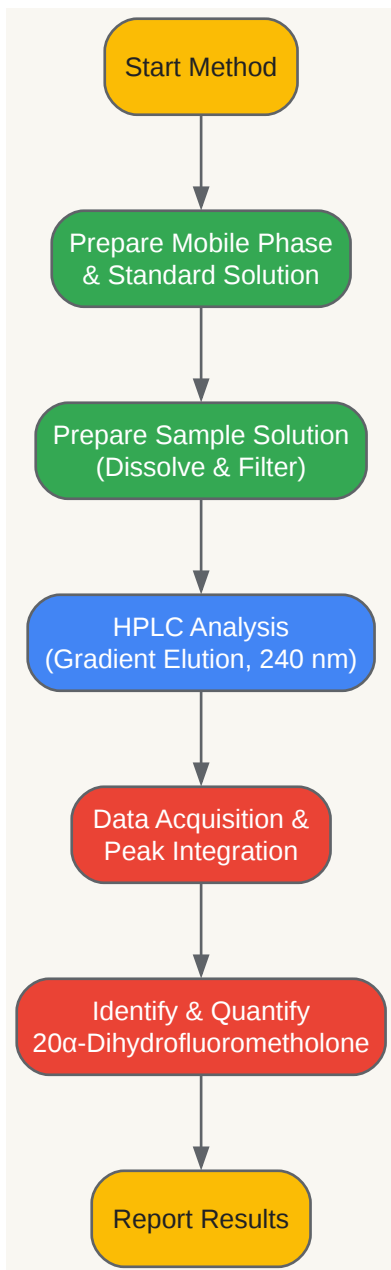 Start Method
Prepare Mobile Phase
& Standard Solution
Prepare Sample Solution
(Dissolve & Filter)
HPLC Analysis
(Gradient Elution, 240 nm)
Data Acquisition &
Peak Integration
Identify & Quantify
20α-Dihydrofluorometholone
Report Results